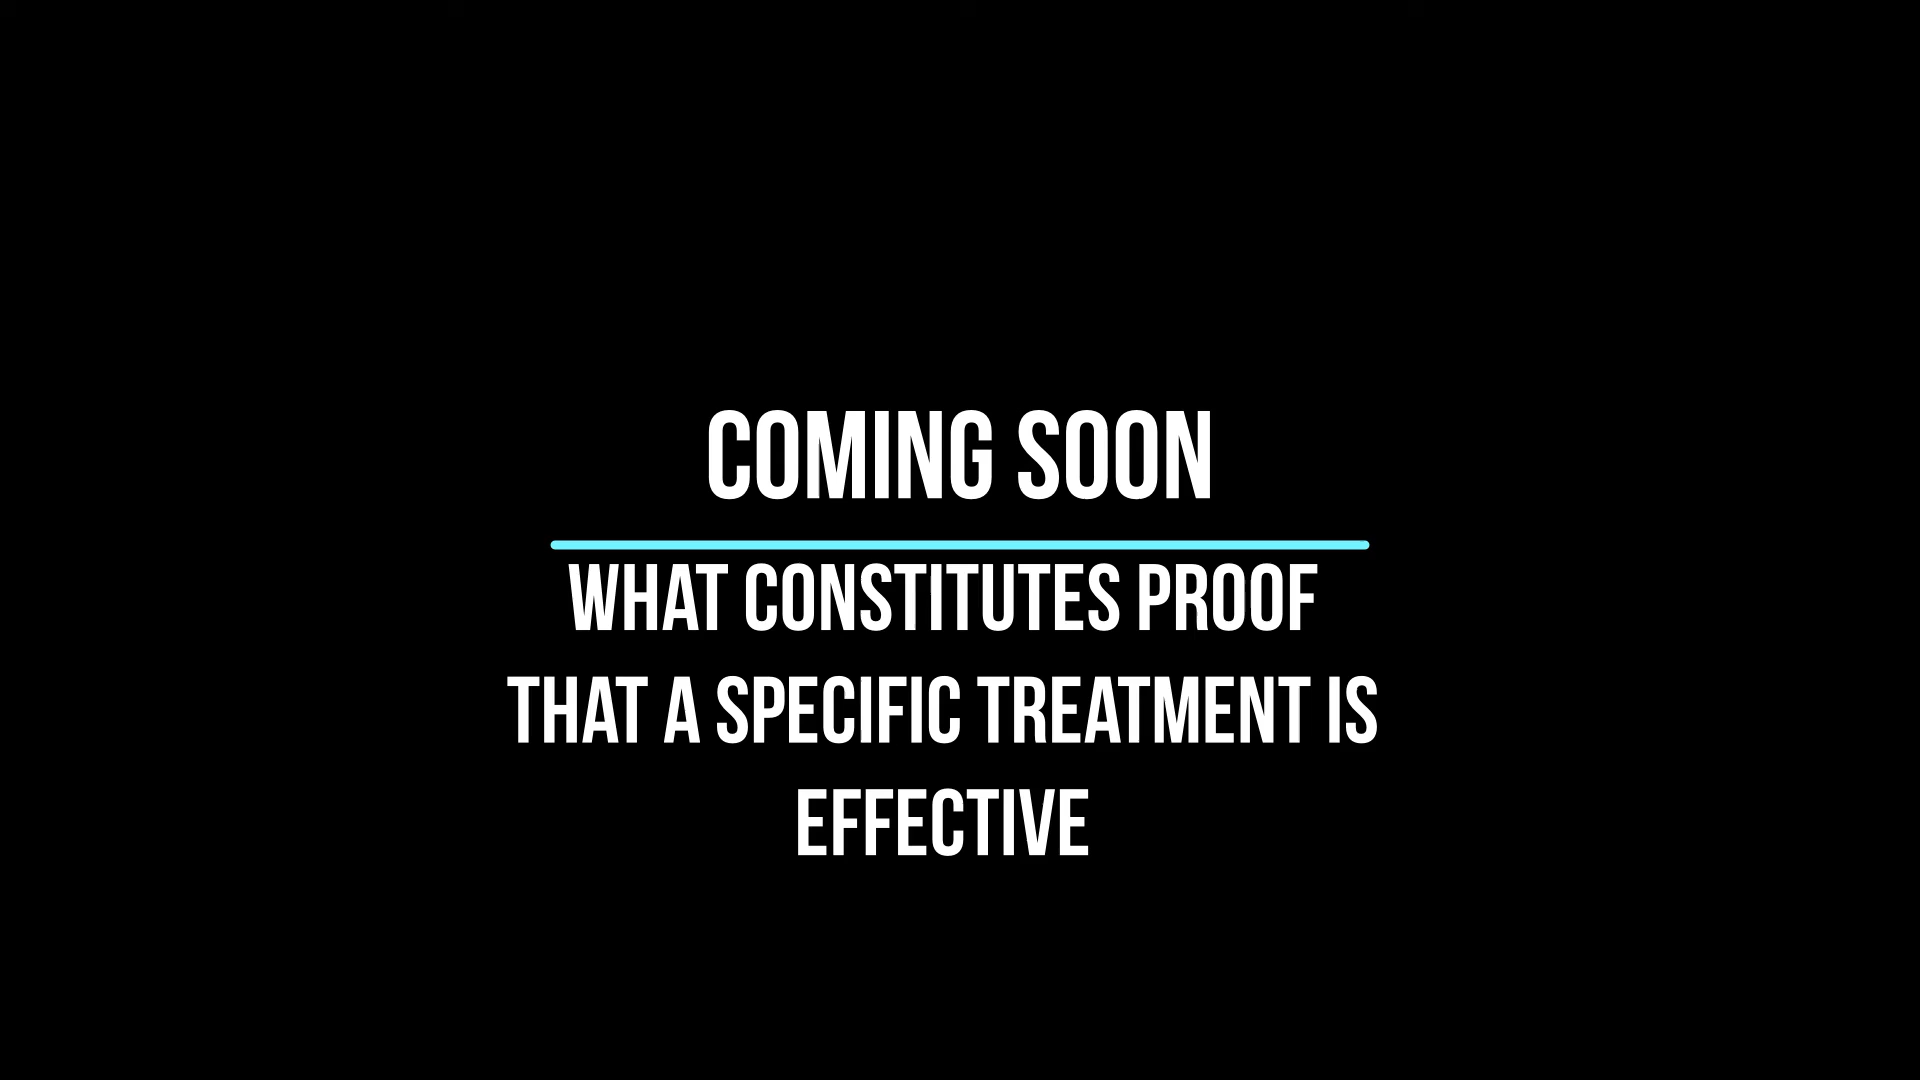 COMING SOON
WHAT CONSTITUTES PROOF
THAT A SPECIFIC TREATMENT IS
EFFECTIVE